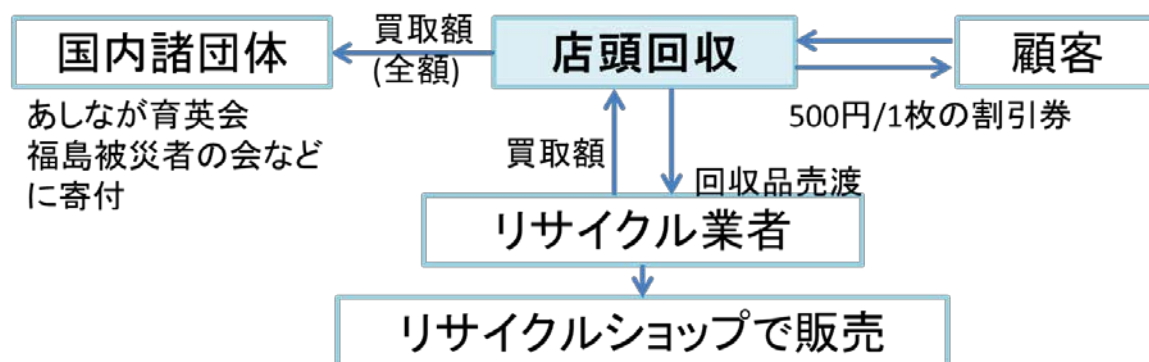 国内諸団体
買取額
(全額)
店頭回収
顧客
あしなが育英会
福島被災者の会など
に寄付
500円/1枚の割引券
買取額
回収品売渡
リサイクル業者
リサイクルショップで販売